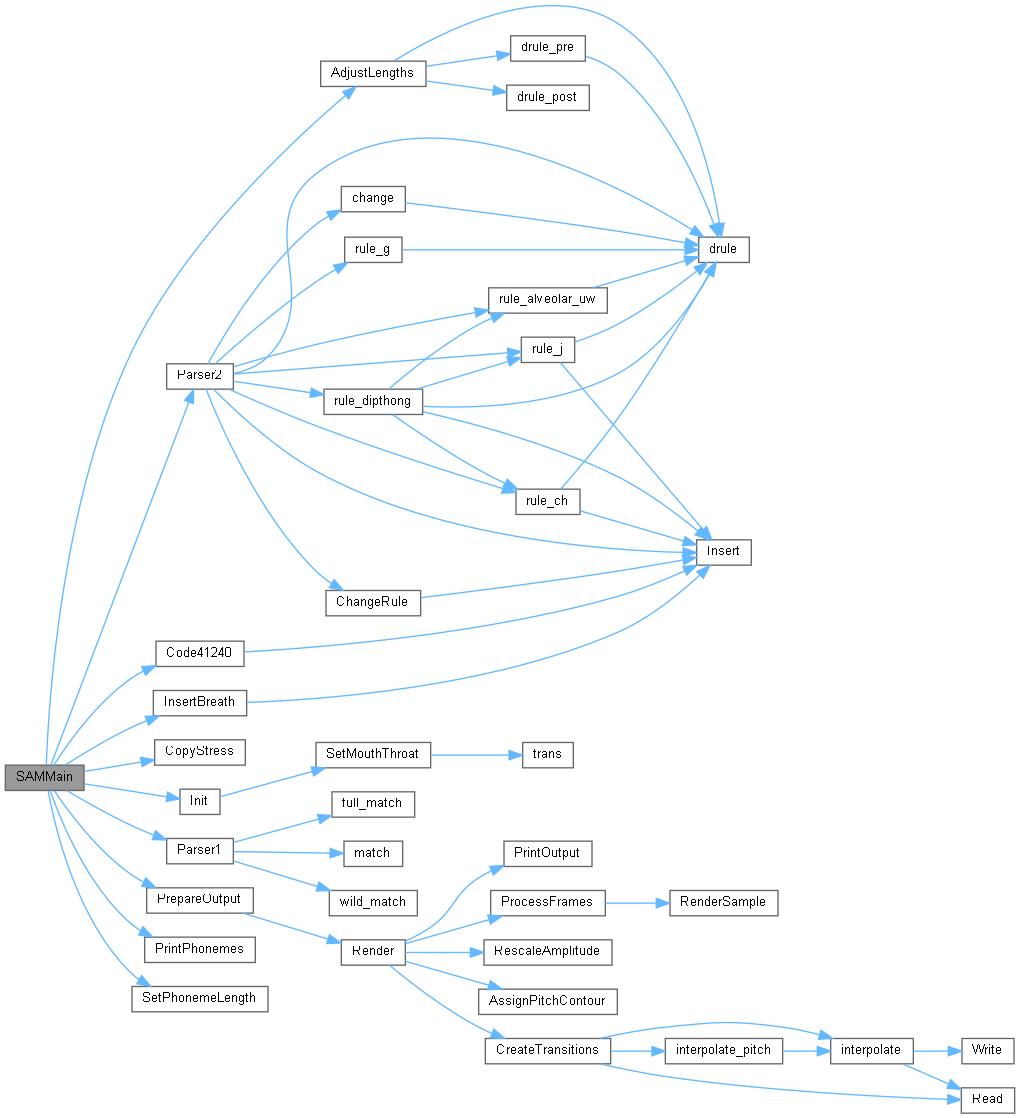 drule_pre
AdjustLengths
drule_post
change
rule_g
drule
rule_alveolar_uw
rule_j
Parser2
rule_dipthong
rule_ch
Insert
ChangeRule
Code41240
InsertBreath
CopyStress
SetMouthThroat
trans
SAMMain
Init
full_match
Parser1
match
PrintOutput
PrepareOutput
wild_match
ProcessFrames
RenderSample
PrintPhonemes
Render
RescaleAmplitude
SetPhonemeLength
AssignPitchContour
CreateTransitions
interpolate_pitch
interpolate
Write
Read